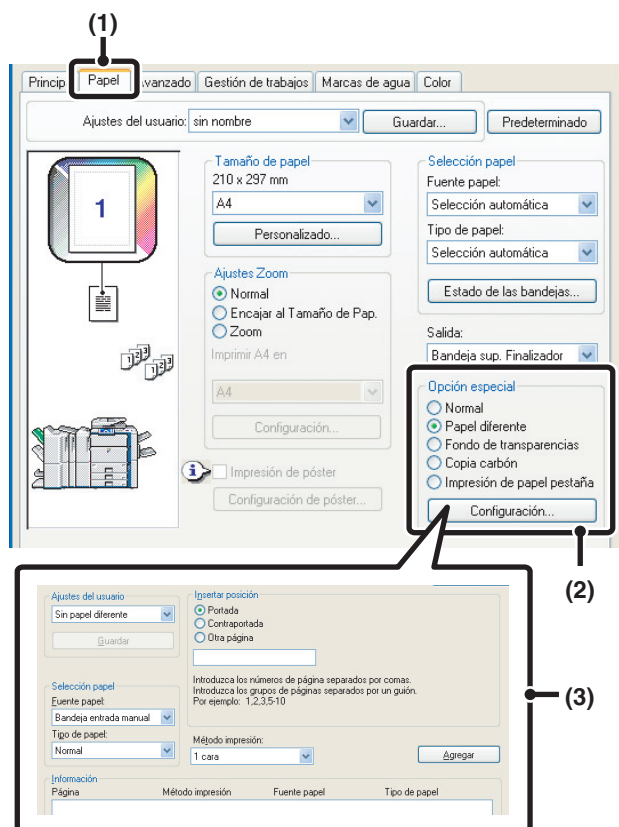 (1)
Princip Papel vanzado Gestión de trabajos Marcas de agua Color
Ajustes del usuario: sin nombre Guardar... Predeterminado
1
1 2 3 1 2 3
Tamaño de papel
210 x 297 mm
A4
Personalizado...
Ajustes Zoom
Normal
Encajar al Tamaño de Pap.
Zoom
Imprimir A4 en
A4
Configuración...
Impresión de póster
Configuración de póster...
Selección papel
Fuente papel:
Selección automática
Tipo de papel:
Selección automática
Estado de las bandejas...
Salida:
Bandeja sup. Finalizador
Opción especial
Normal
Papel diferente
Fondo de transparencias
Copia carbón
Impresión de papel pestaña
Configuración...
(2)
Ajustes del usuario
Sin papel diferente
Guardar
Selección papel
Fuente papel:
Bandeja entrada manual
Tipo de papel:
Normal
Insertar posición
Portada
Contraportada
Otra página
Introduzca los números de página separados por comas.
Introduzca los grupos de páginas separados por un guión.
Por ejemplo: 1,2,3,5-10
Método impresión:
1 cara
Agregar
(3)
Información
Página Método impresión Fuente papel Tipo de papel